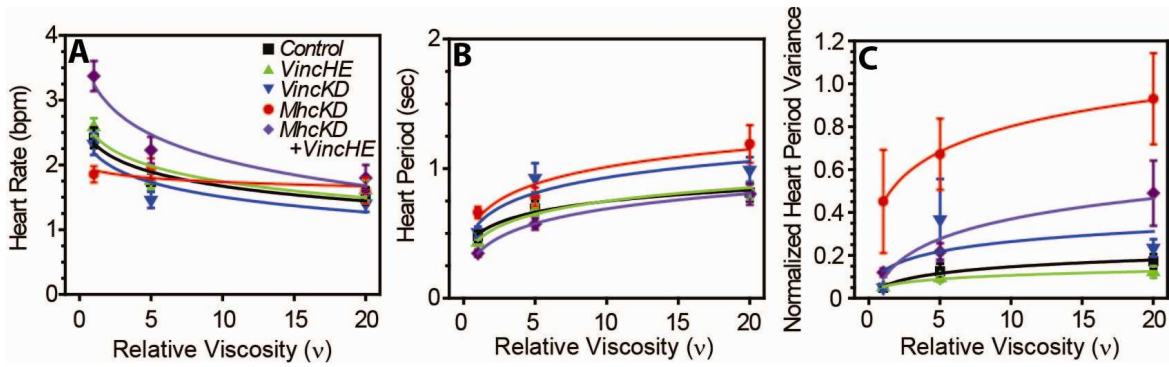 A
Heart Rate (bpm)
4
3
2
1
0
0 5 10 15 20
Relative Viscosity (ν)
Control
VincHE
VincKD
MhcKD
MhcKD
+VincHE
B
Heart Period (sec)
2
1
0
0 5 10 15 20
Relative Viscosity (ν)
C
Normalized Heart Period Variance
1.2
1.0
0.8
0.6
0.4
0.2
0
0 5 10 15 20
Relative Viscosity (ν)